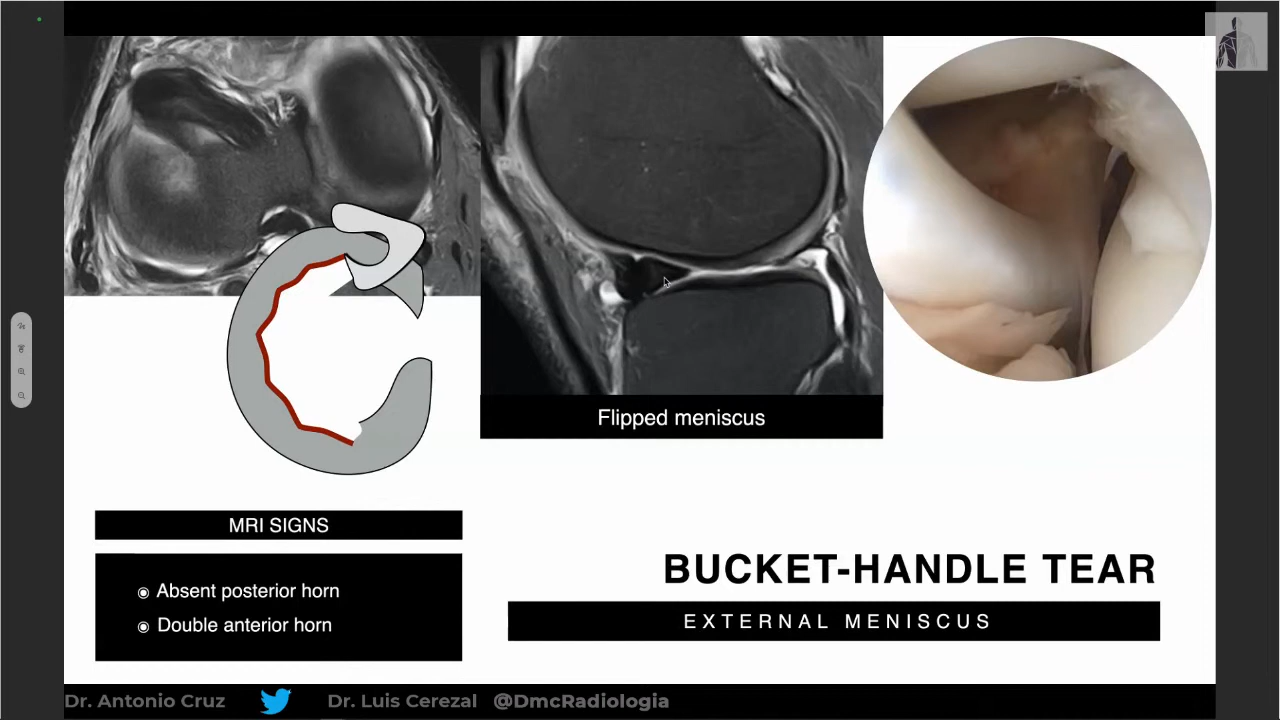 Flipped meniscus
MRI SIGNS
Absent posterior horn
Double anterior horn
BUCKET-HANDLE TEAR
EXTERNAL MENISCUS
Dr. Antonio Cruz Dr. Luis Cerezal @DmcRadiologia